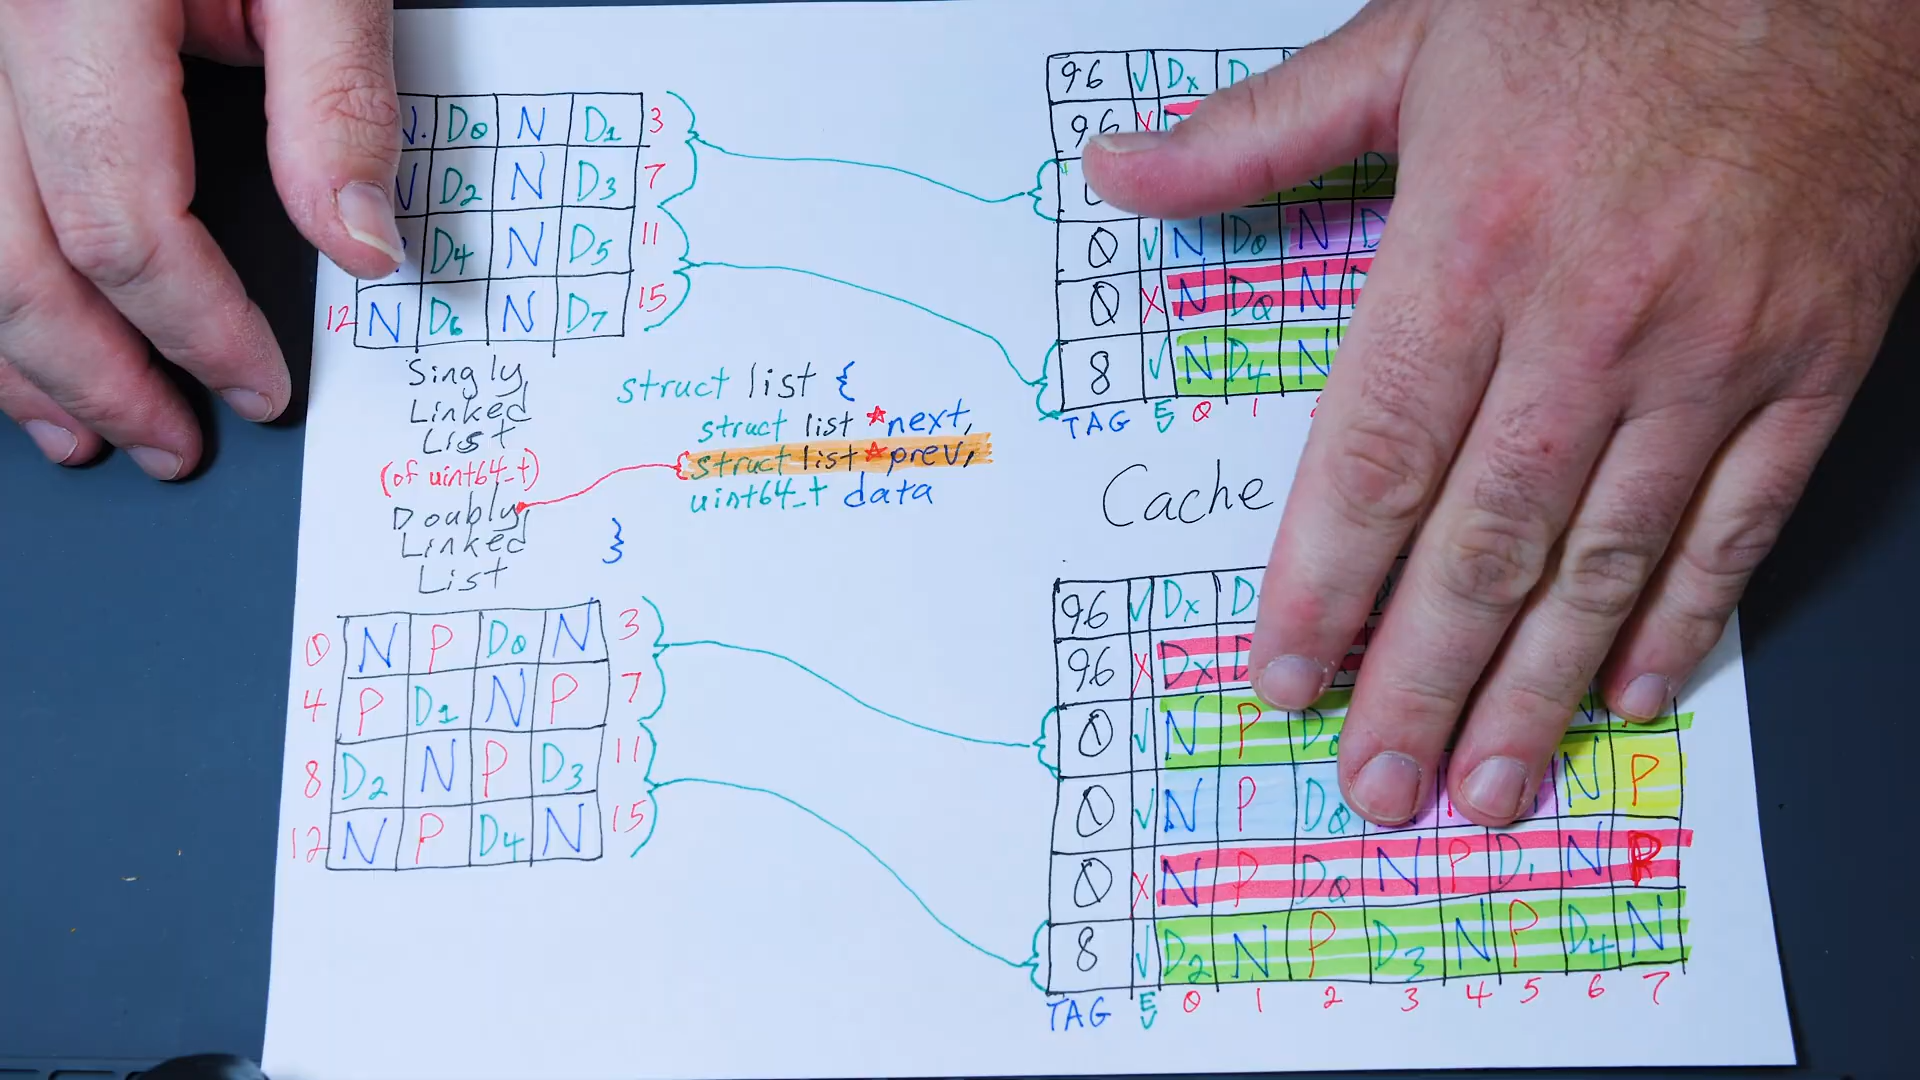 D0 N D1 3
D2 N D3 7
D4 N D5 11
12 N D6 N D7 15
Singly
Linked
List
(of uint64_t)
Doubly
Linked
List
struct list {
struct list *next,
struct list *prev,
uint64_t data
}
0 N P D0 N 3
4 P D1 N P 7
8 D2 N P D3 11
12 N P D4 N 15
96 √ Dx
96 X
N
0 √ N D0 N
0 X N D0 N
8 √ N D4 N
TAG E 0 1
Cache
96 √ Dx
96 X Dx
0 √ N P
0 √ N P D0 N P
0 X N P D0 N P D1 N P
8 √ D2 N P D3 N P D4 N
TAG E 0 1 2 3 4 5 6 7